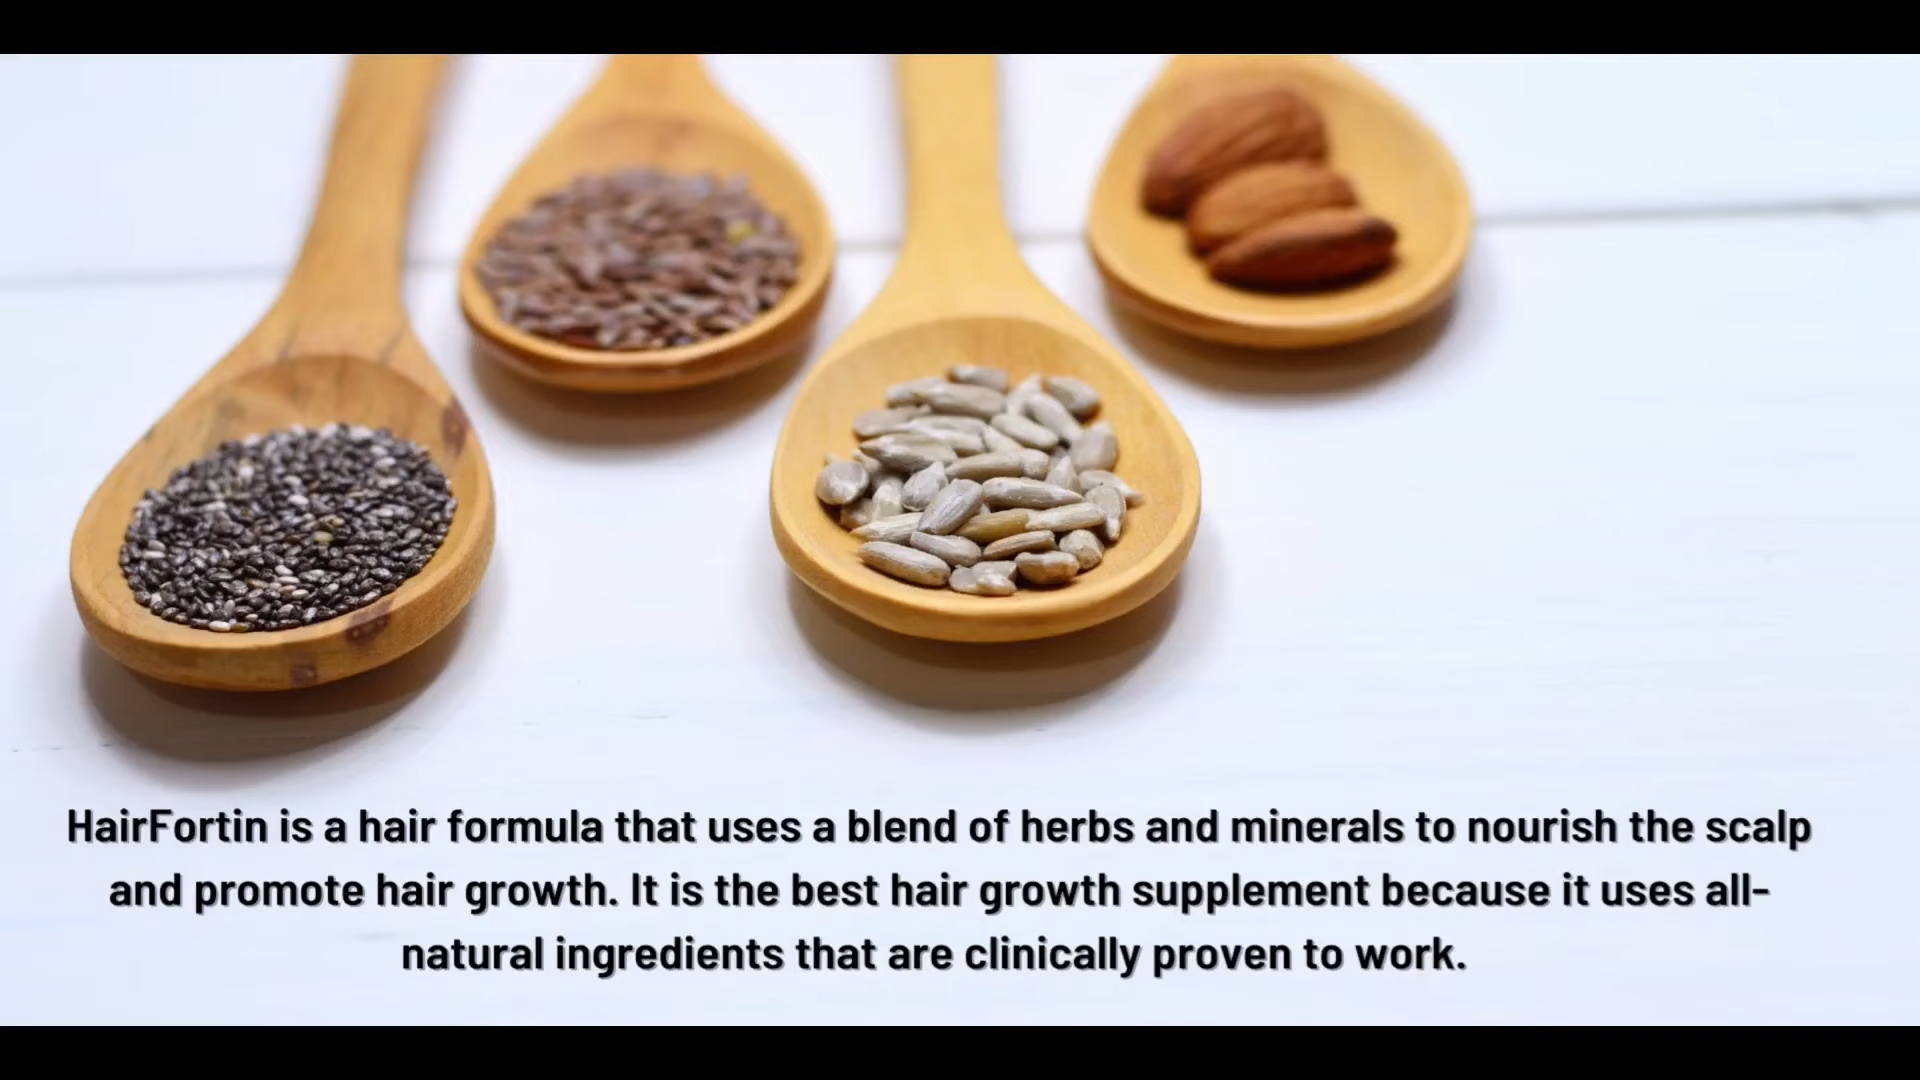 HairFortin is a hair formula that uses a blend of herbs and minerals to nourish the scalp
and promote hair growth. It is the best hair growth supplement because it uses all-
natural ingredients that are clinically proven to work.